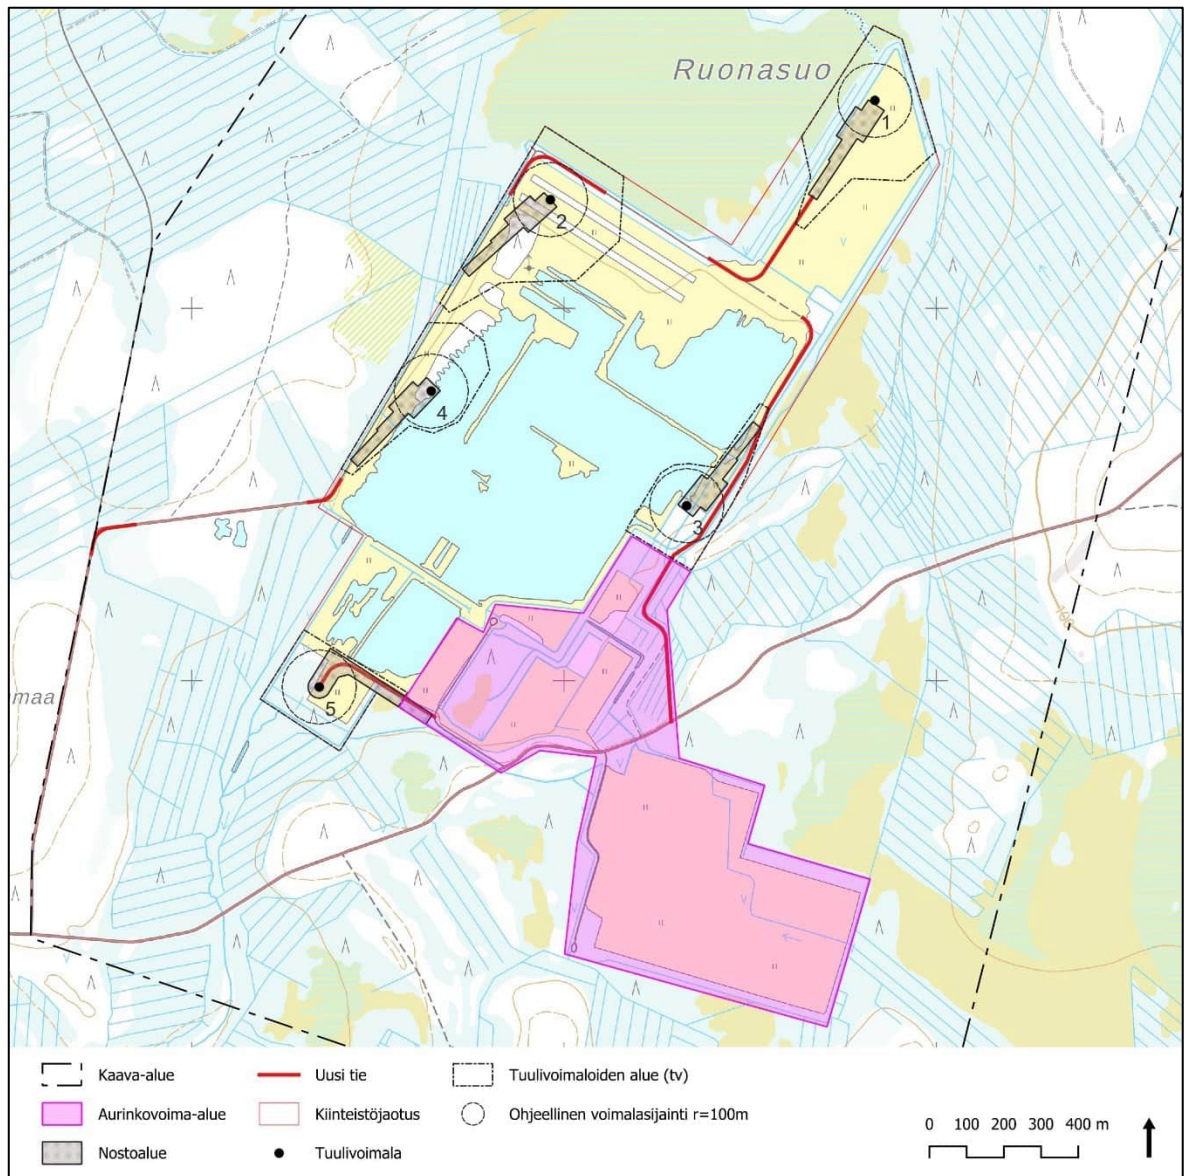 Ruonasuo
1
2
4
3
5
maa
Kaava-alue
Uusi tie
Tuulivoimaloiden alue (tv)
Aurinkovoima-alue
Kiinteistöjaotus
Ohjeellinen voimalasijainti r=100m
Nostoalue
Tuulivoimala
0 100 200 300 400 m